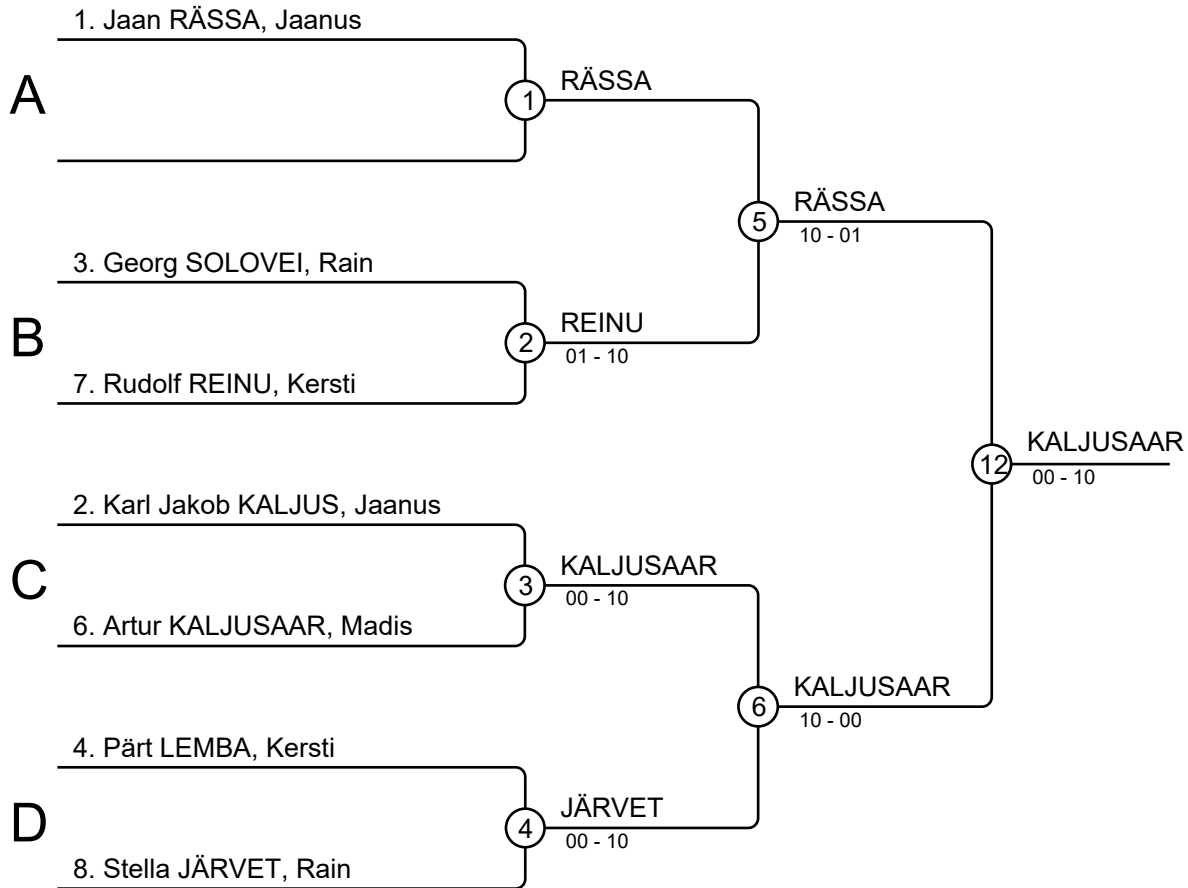 1. Jaan RÄSSA, Jaanus
A
1
RÄSSA
5
RÄSSA
10 - 01
3. Georg SOLOVEI, Rain
B
2
REINU
01 - 10
7. Rudolf REINU, Kersti
12
KALJUSAAR
00 - 10
2. Karl Jakob KALJUS, Jaanus
C
3
KALJUSAAR
00 - 10
6. Artur KALJUSAAR, Madis
6
KALJUSAAR
10 - 00
4. Pärt LEMBA, Kersti
D
4
JÄRVET
00 - 10
8. Stella JÄRVET, Rain